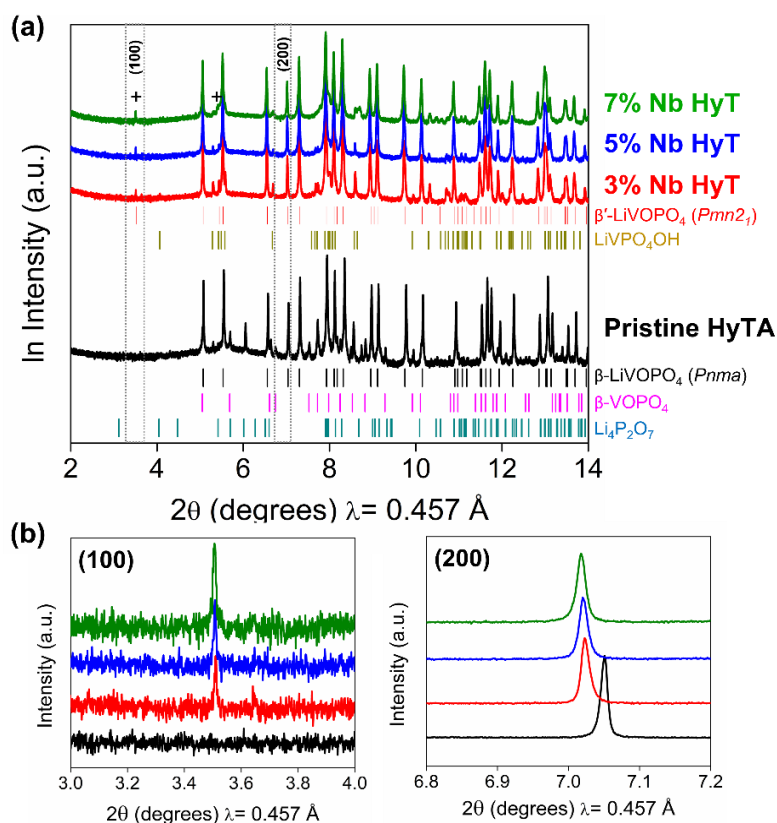 (a)
(100)
(200)
+
+
ln Intensity (a.u.)
7% Nb HyT
5% Nb HyT
3% Nb HyT
β'-LiVOPO₄ (Pmn2₁)
LiVPO₄OH
Pristine HyTA
β-LiVOPO₄ (Pnma)
β-VOPO₄
Li₄P₂O₇
2 4 6 8 10 12 14
2θ (degrees) λ= 0.457 Å
(b)
(100)
Intensity (a.u.)
3.0 3.2 3.4 3.6 3.8 4.0
2θ (degrees) λ= 0.457 Å
(200)
Intensity (a.u.)
6.8 6.9 7.0 7.1 7.2
2θ (degrees) λ= 0.457 Å